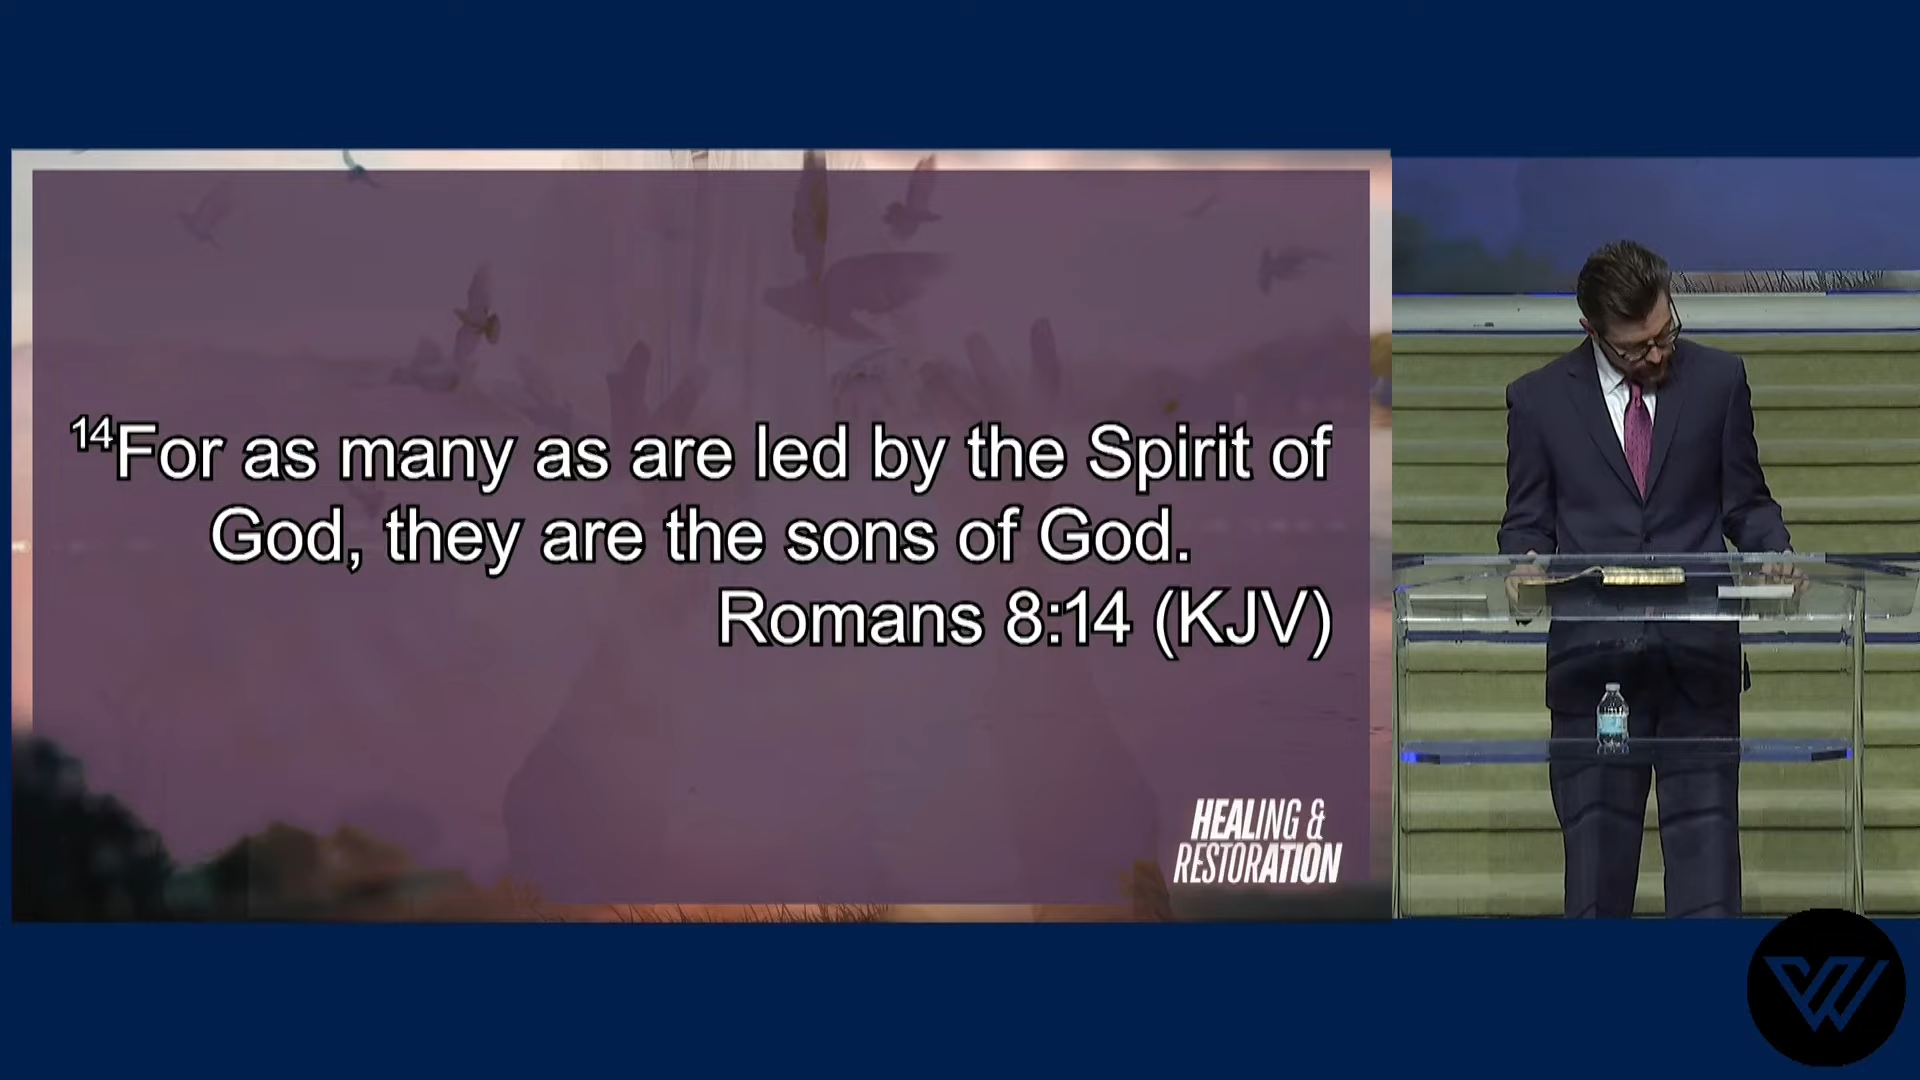 ¹⁴For as many as are led by the Spirit of
God, they are the sons of God.
Romans 8:14 (KJV)
HEALING &
RESTORATION